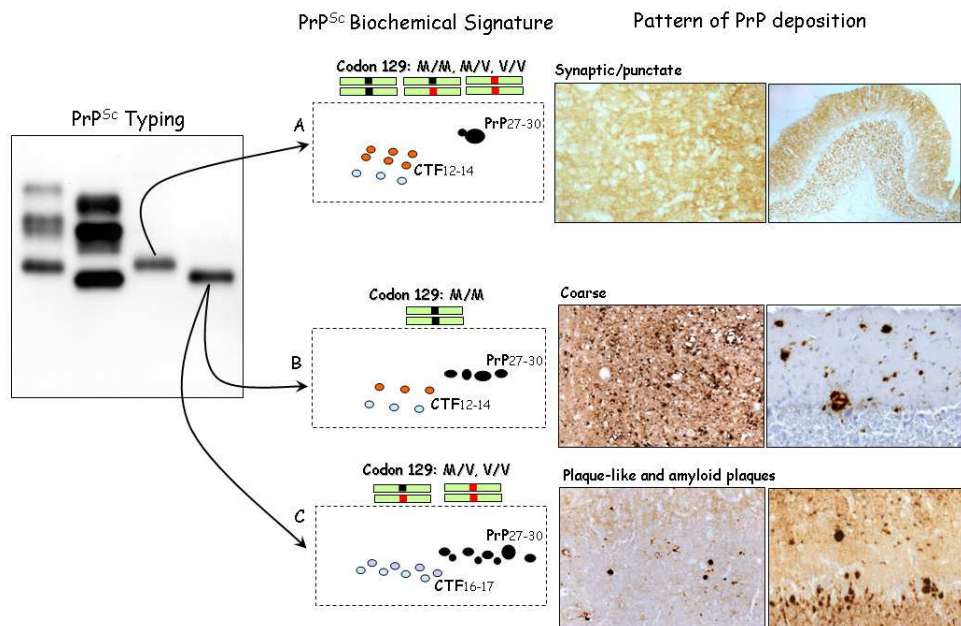 PrPSc Biochemical Signature
Pattern of PrP deposition
PrPSc Typing
Codon 129: M/M, M/V, V/V
A
PrP27-30
CTF12-14
Synaptic/punctate
Codon 129: M/M
B
PrP27-30
CTF12-14
Coarse
Codon 129: M/V, V/V
C
PrP27-30
CTF16-17
Plaque-like and amyloid plaques